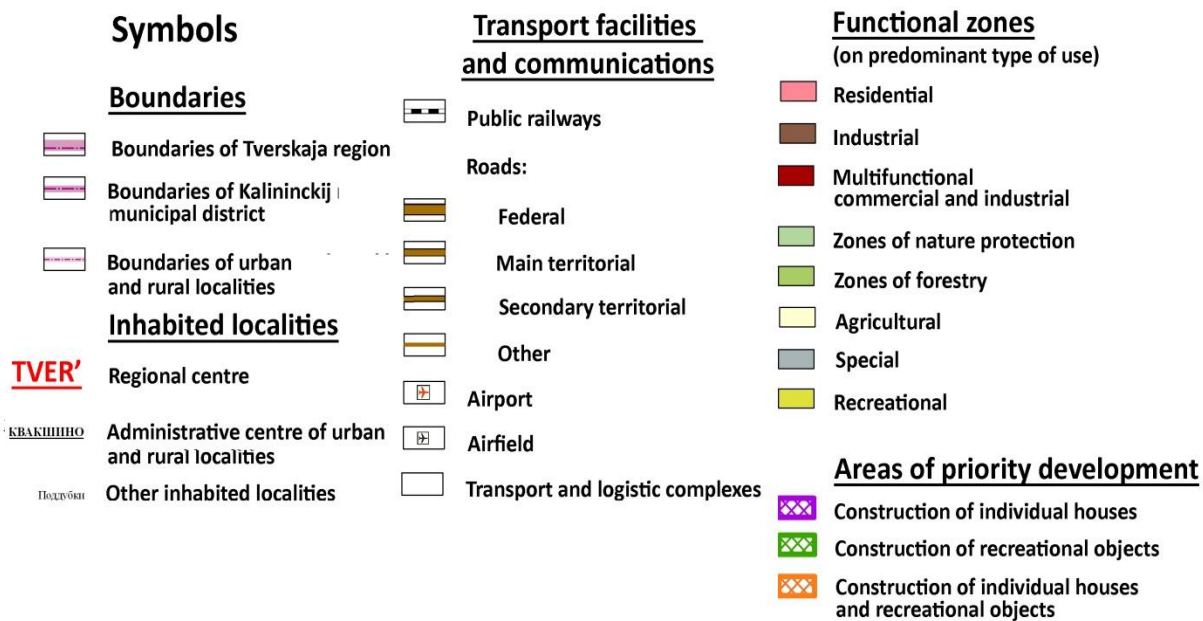 Symbols
Boundaries
Boundaries of Tverskaja region
Boundaries of Kalininckij
municipal district
Boundaries of urban
and rural localities
Inhabited localities
TVER' Regional centre
КВАКШИНО Administrative centre of urban
and rural localities
Поддубки Other inhabited localities
Transport facilities
and communications
Public railways
Roads:
Federal
Main territorial
Secondary territorial
Other
Airport
Airfield
Transport and logistic complexes
Functional zones
(on predominant type of use)
Residential
Industrial
Multifunctional
commercial and industrial
Zones of nature protection
Zones of forestry
Agricultural
Special
Recreational
Areas of priority development
Construction of individual houses
Construction of recreational objects
Construction of individual houses
and recreational objects